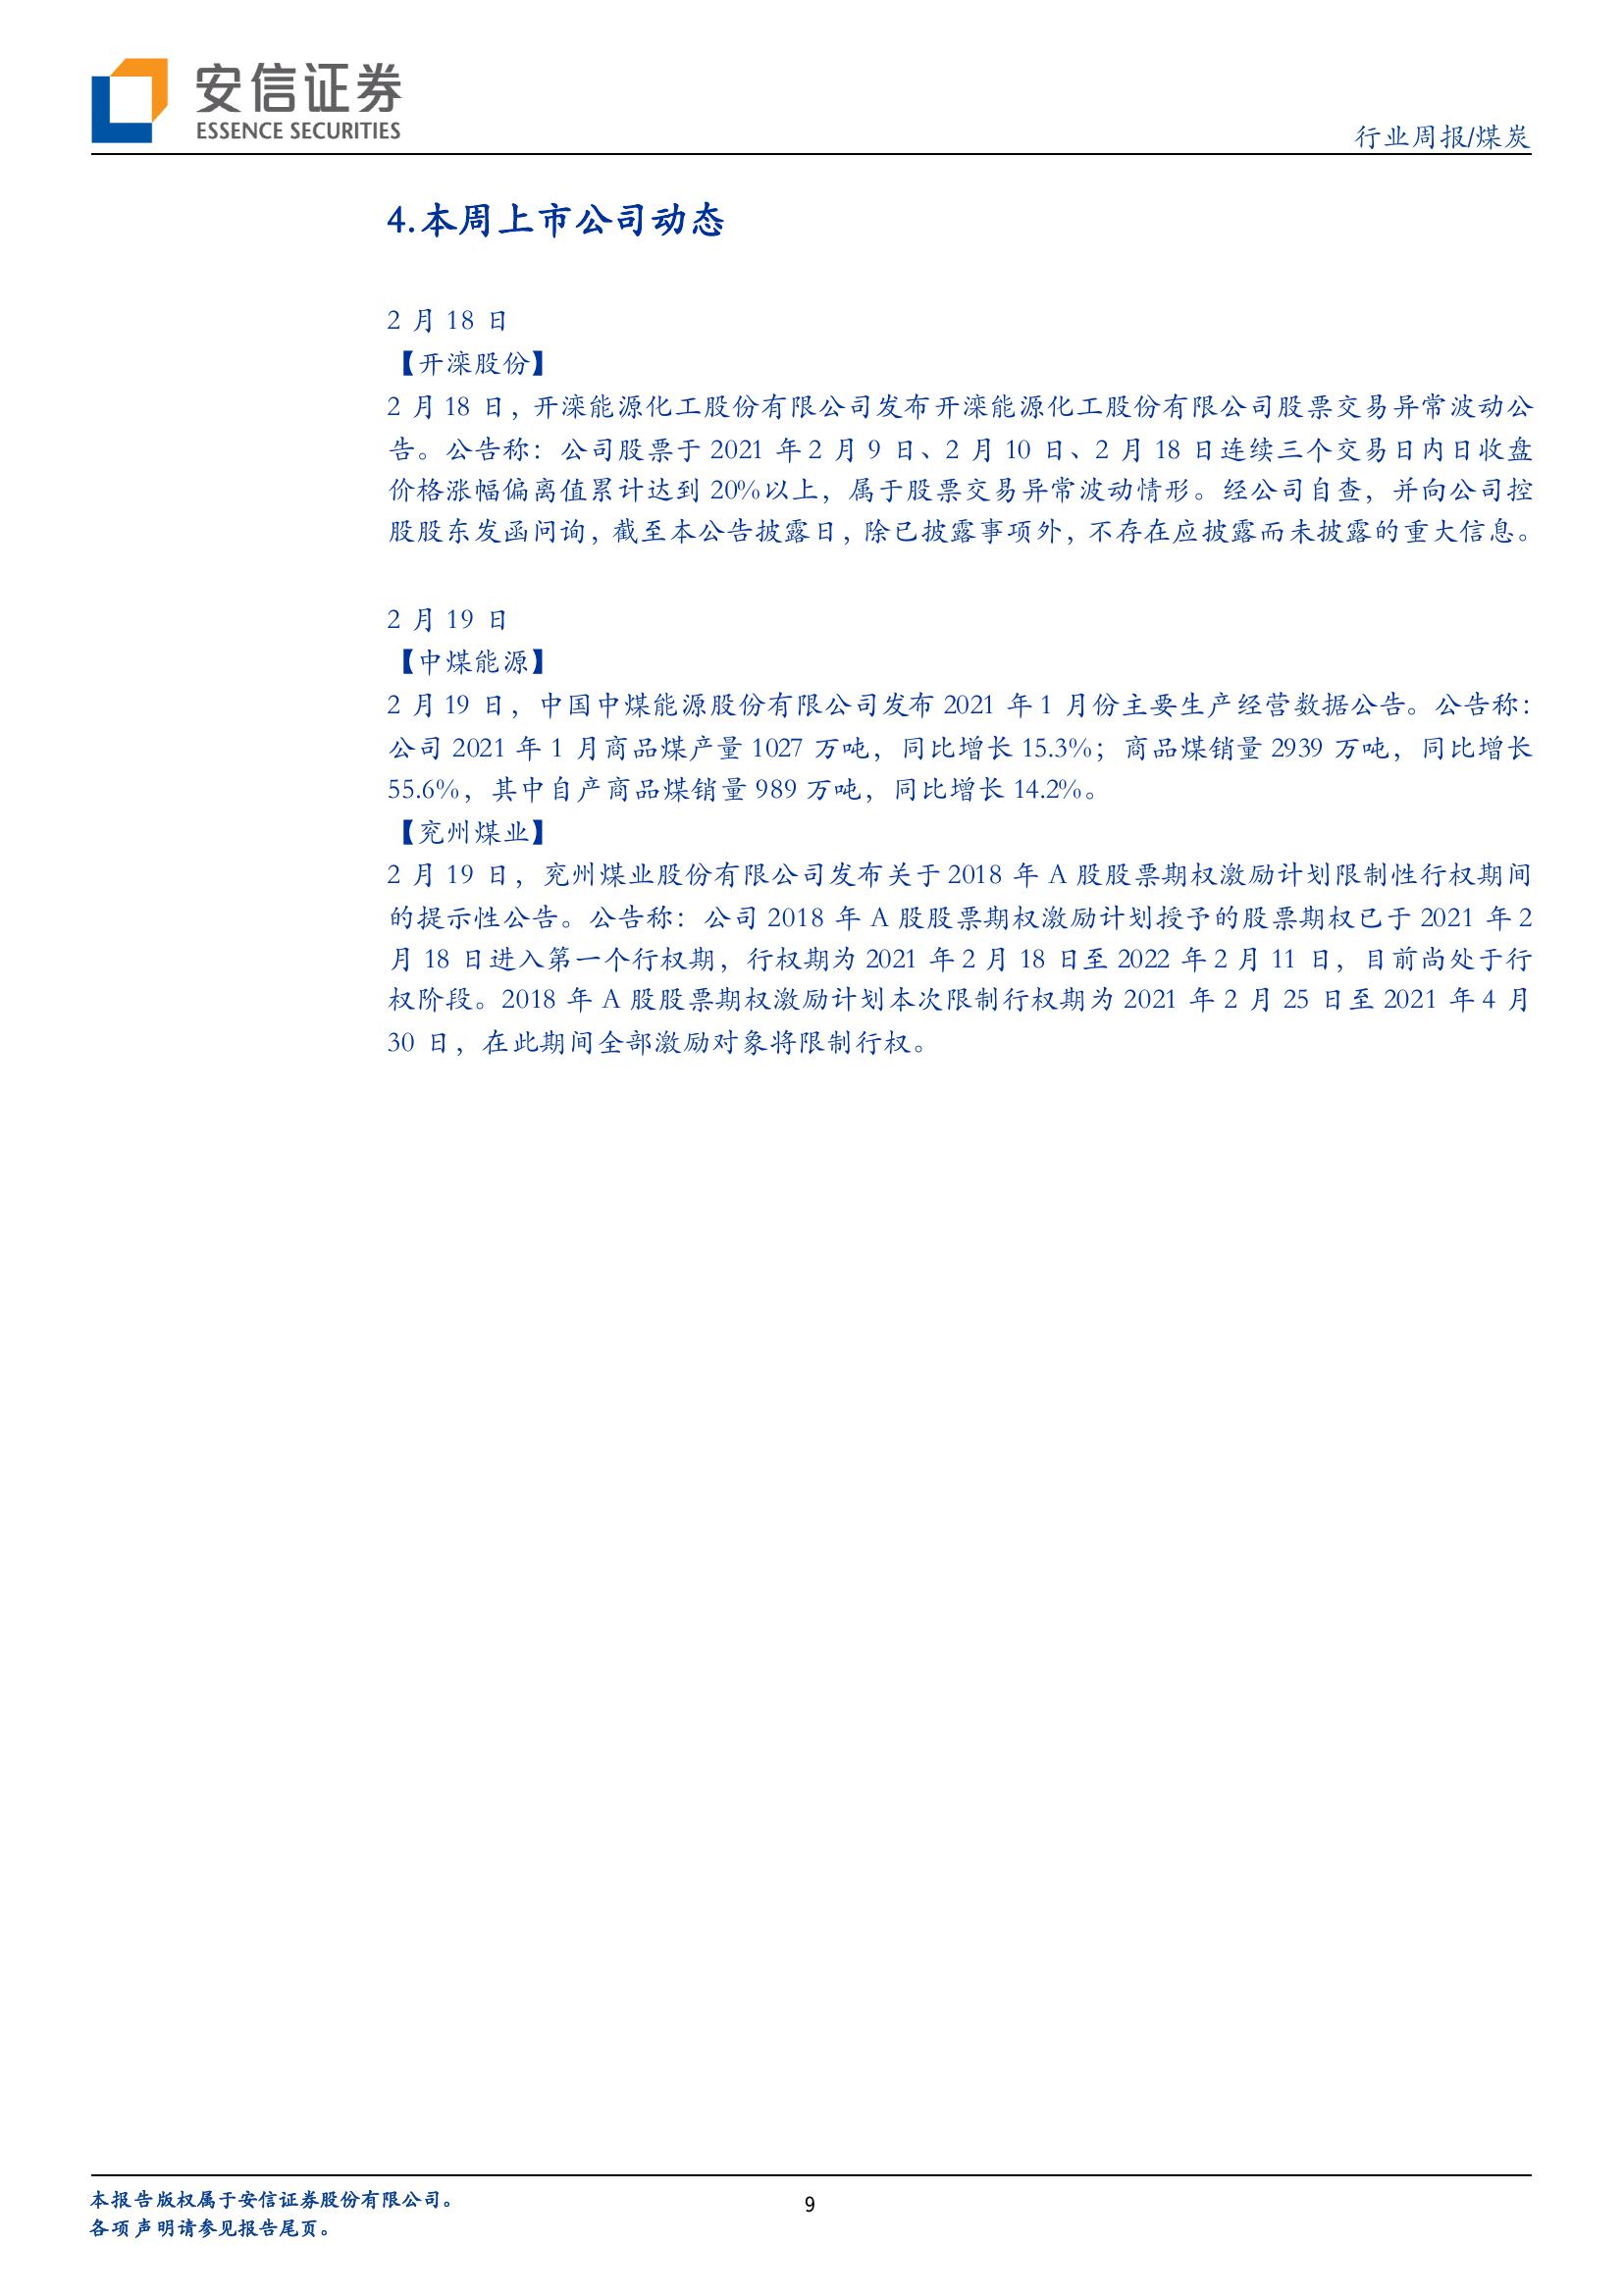 安信证券
ESSENCE SECURITIES
行业周报/煤炭
4.本周上市公司动态
2 月 18 日
【开滦股份】
2 月 18 日，开滦能源化工股份有限公司发布开滦能源化工股份有限公司股票交易异常波动公
告。公告称：公司股票于 2021 年 2 月 9 日、2 月 10 日、2 月 18 日连续三个交易日内日收盘
价格涨幅偏离值累计达到 20%以上，属于股票交易异常波动情形。经公司自查，并向公司控
股股东发函问询，截至本公告披露日，除已披露事项外，不存在应披露而未披露的重大信息。
2 月 19 日
【中煤能源】
2 月 19 日，中国中煤能源股份有限公司发布 2021 年 1 月份主要生产经营数据公告。公告称：
公司 2021 年 1 月商品煤产量 1027 万吨，同比增长 15.3%；商品煤销量 2939 万吨，同比增长
55.6%，其中自产商品煤销量 989 万吨，同比增长 14.2%。
【兖州煤业】
2 月 19 日，兖州煤业股份有限公司发布关于 2018 年 A 股股票期权激励计划限制性行权期间
的提示性公告。公告称：公司 2018 年 A 股股票期权激励计划授予的股票期权已于 2021 年 2
月 18 日进入第一个行权期，行权期为 2021 年 2 月 18 日至 2022 年 2 月 11 日，目前尚处于行
权阶段。2018 年 A 股股票期权激励计划本次限制行权期为 2021 年 2 月 25 日至 2021 年 4 月
30 日，在此期间全部激励对象将限制行权。
本报告版权属于安信证券股份有限公司。
各项声明请参见报告尾页。
9